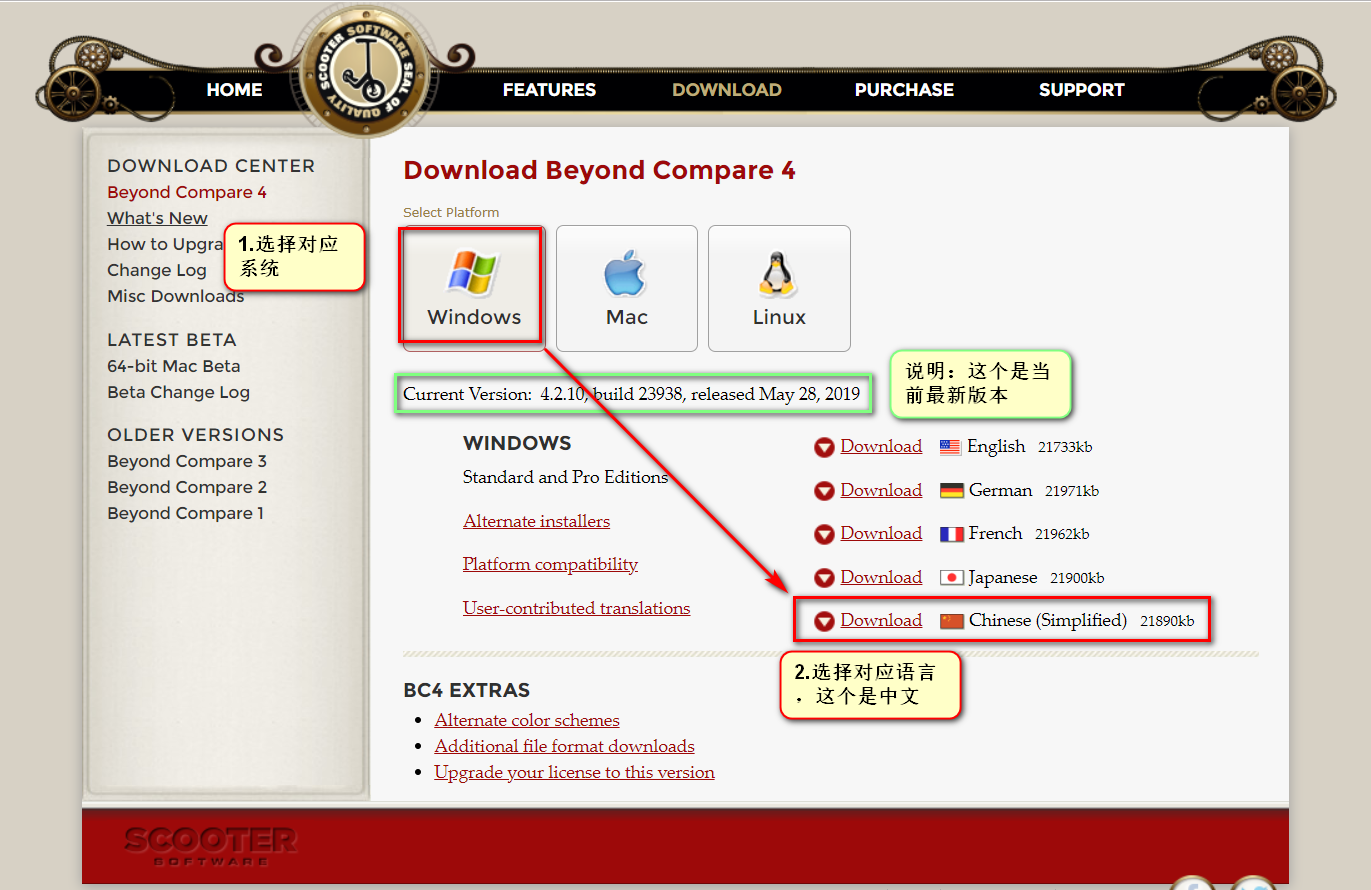 SCOOTER SOFTWARE SEAL OF QUALITY
HOME
FEATURES
DOWNLOAD
PURCHASE
SUPPORT
DOWNLOAD CENTER
Beyond Compare 4
What's New
How to Upgra
Change Log
Misc Downloads
LATEST BETA
64-bit Mac Beta
Beta Change Log
OLDER VERSIONS
Beyond Compare 3
Beyond Compare 2
Beyond Compare 1
1.选择对应
系统
Download Beyond Compare 4
Select Platform
Windows
Mac
Linux
Current Version: 4.2.10, build 23938, released May 28, 2019
说明：这个是当
前最新版本
WINDOWS
Standard and Pro Editions
Alternate installers
Platform compatibility
User-contributed translations
Download English 21733kb
Download German 21971kb
Download French 21962kb
Download Japanese 21900kb
Download Chinese (Simplified) 21890kb
2.选择对应语言
，这个是中文
BC4 EXTRAS
Alternate color schemes
Additional file format downloads
Upgrade your license to this version
SCOOTER
SOFTWARE